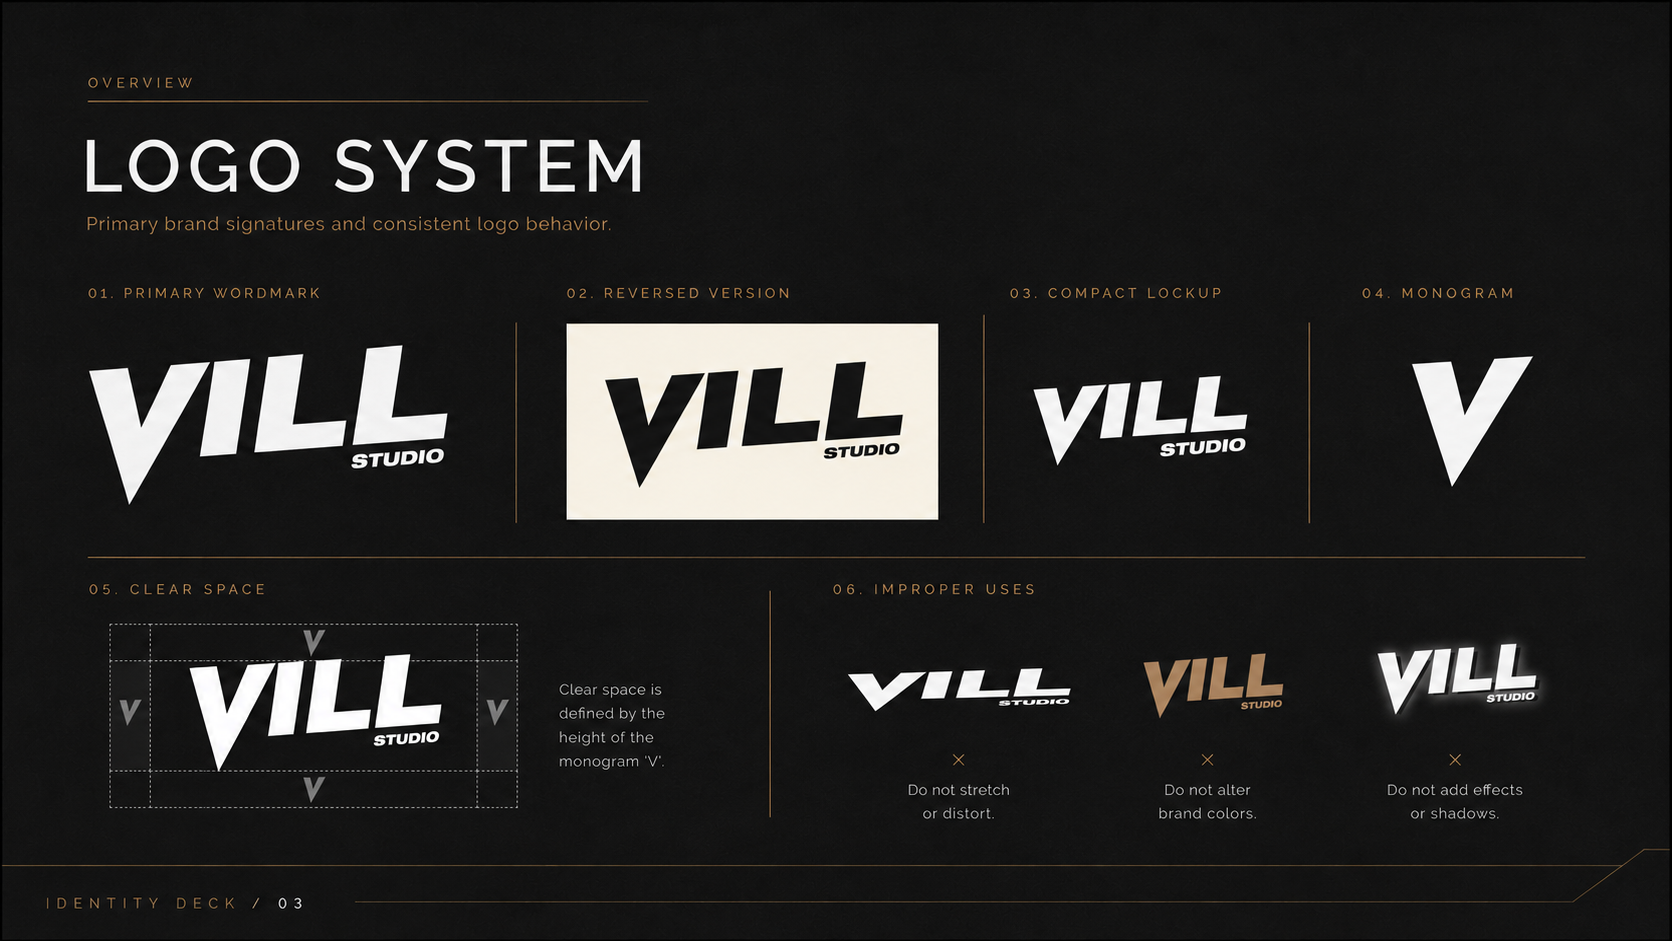 OVERVIEW
LOGO SYSTEM
Primary brand signatures and consistent logo behavior.
01. PRIMARY WORDMARK
VILL
STUDIO
02. REVERSED VERSION
VILL
STUDIO
03. COMPACT LOCKUP
VILL
STUDIO
04. MONOGRAM
V
05. CLEAR SPACE
V
V
VILL
STUDIO
V
V
Clear space is
defined by the
height of the
monogram 'V'.
06. IMPROPER USES
VILL
STUDIO
Do not stretch
or distort.
VILL
STUDIO
Do not alter
brand colors.
VILL
STUDIO
Do not add effects
or shadows.
IDENTITY DECK / 03